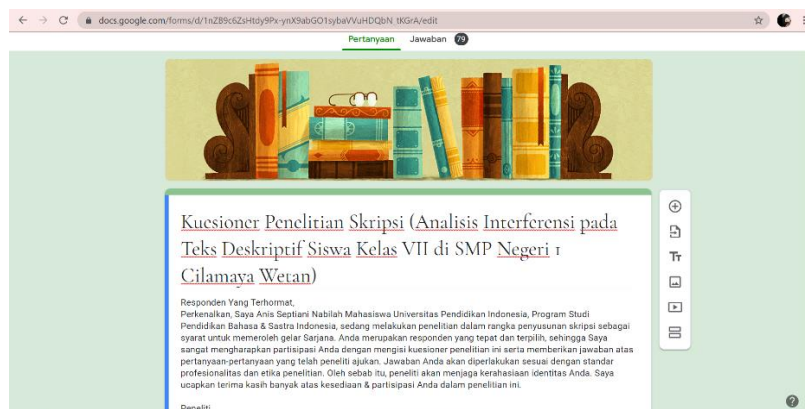 docs.google.com/forms/d/1nZB9c6ZsHtdy9Px-ynX9abGO1sybaVVuHDQbN_tKGrA/edit
Pertanyaan Jawaban 79
Kuesioner Penelitian Skripsi (Analisis Interferensi pada
Teks Deskriptif Siswa Kelas VII di SMP Negeri 1
Cilamaya Wetan)
Responden Yang Terhormat,
Perkenalkan, Saya Anis Septiani Nabilah Mahasiswa Universitas Pendidikan Indonesia, Program Studi
Pendidikan Bahasa & Sastra Indonesia, sedang melakukan penelitian dalam rangka penyusunan skripsi sebagai
syarat untuk memeroleh gelar Sarjana. Anda merupakan responden yang tepat dan terpilih, sehingga Saya
sangat mengharapkan partisipasi Anda dengan mengisi kuesioner penelitian ini serta memberikan jawaban atas
pertanyaan-pertanyaan yang telah peneliti ajukan. Jawaban Anda akan diperlakukan sesuai dengan standar
profesionalitas dan etika penelitian. Oleh sebab itu, peneliti akan menjaga kerahasiaan identitas Anda. Saya
ucapkan terima kasih banyak atas kesediaan & partisipasi Anda dalam penelitian ini.
Peneliti
Tт